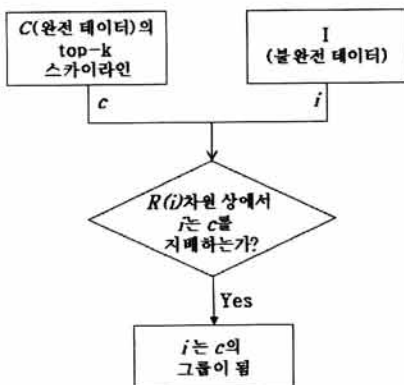 C(완전 데이터)의
top-k
스카이라인
I
(불완전 데이터)
c
i
R(i)차원 상에서
i는 c를
지배하는가?
Yes
i는 c의
그룹이 됨